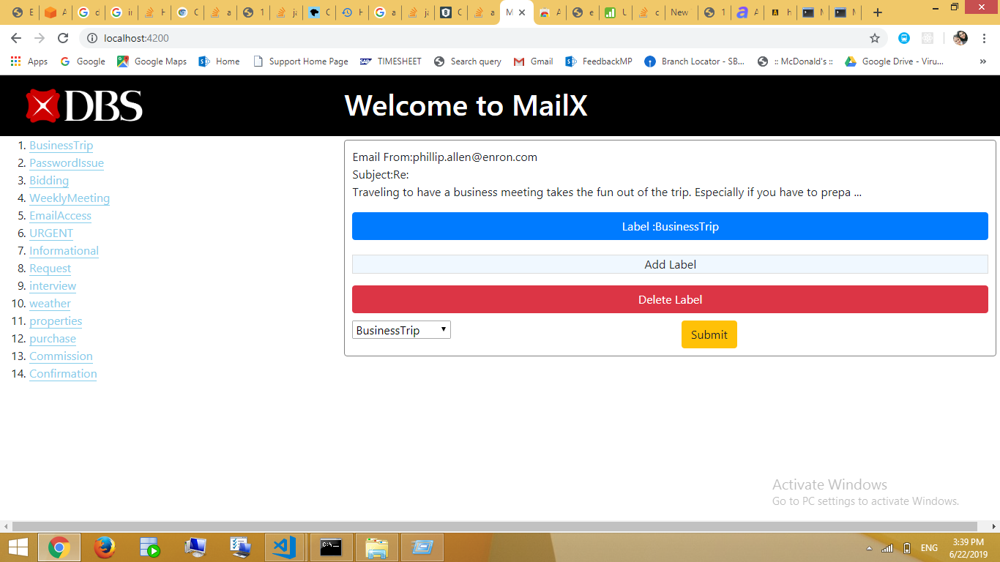 E
A
d
in
H
C
a
1
ja
C
H
a
ja
C
a
M
A
e
U
c
New
1
A
h
M
M
localhost:4200
Apps Google Google Maps Home Support Home Page TIMESHEET Search query Gmail FeedbackMP Branch Locator - SB... :: McDonald's :: Google Drive - Viru... »
DBS
Welcome to MailX
1. BusinessTrip
2. PasswordIssue
3. Bidding
4. WeeklyMeeting
5. EmailAccess
6. URGENT
7. Informational
8. Request
9. interview
10. weather
11. properties
12. purchase
13. Commission
14. Confirmation
Email From:phillip.allen@enron.com
Subject:Re:
Traveling to have a business meeting takes the fun out of the trip. Especially if you have to prepa ...
Label :BusinessTrip
Add Label
Delete Label
BusinessTrip
Submit
Activate Windows
Go to PC settings to activate Windows.
ENG
3:39 PM
6/22/2019